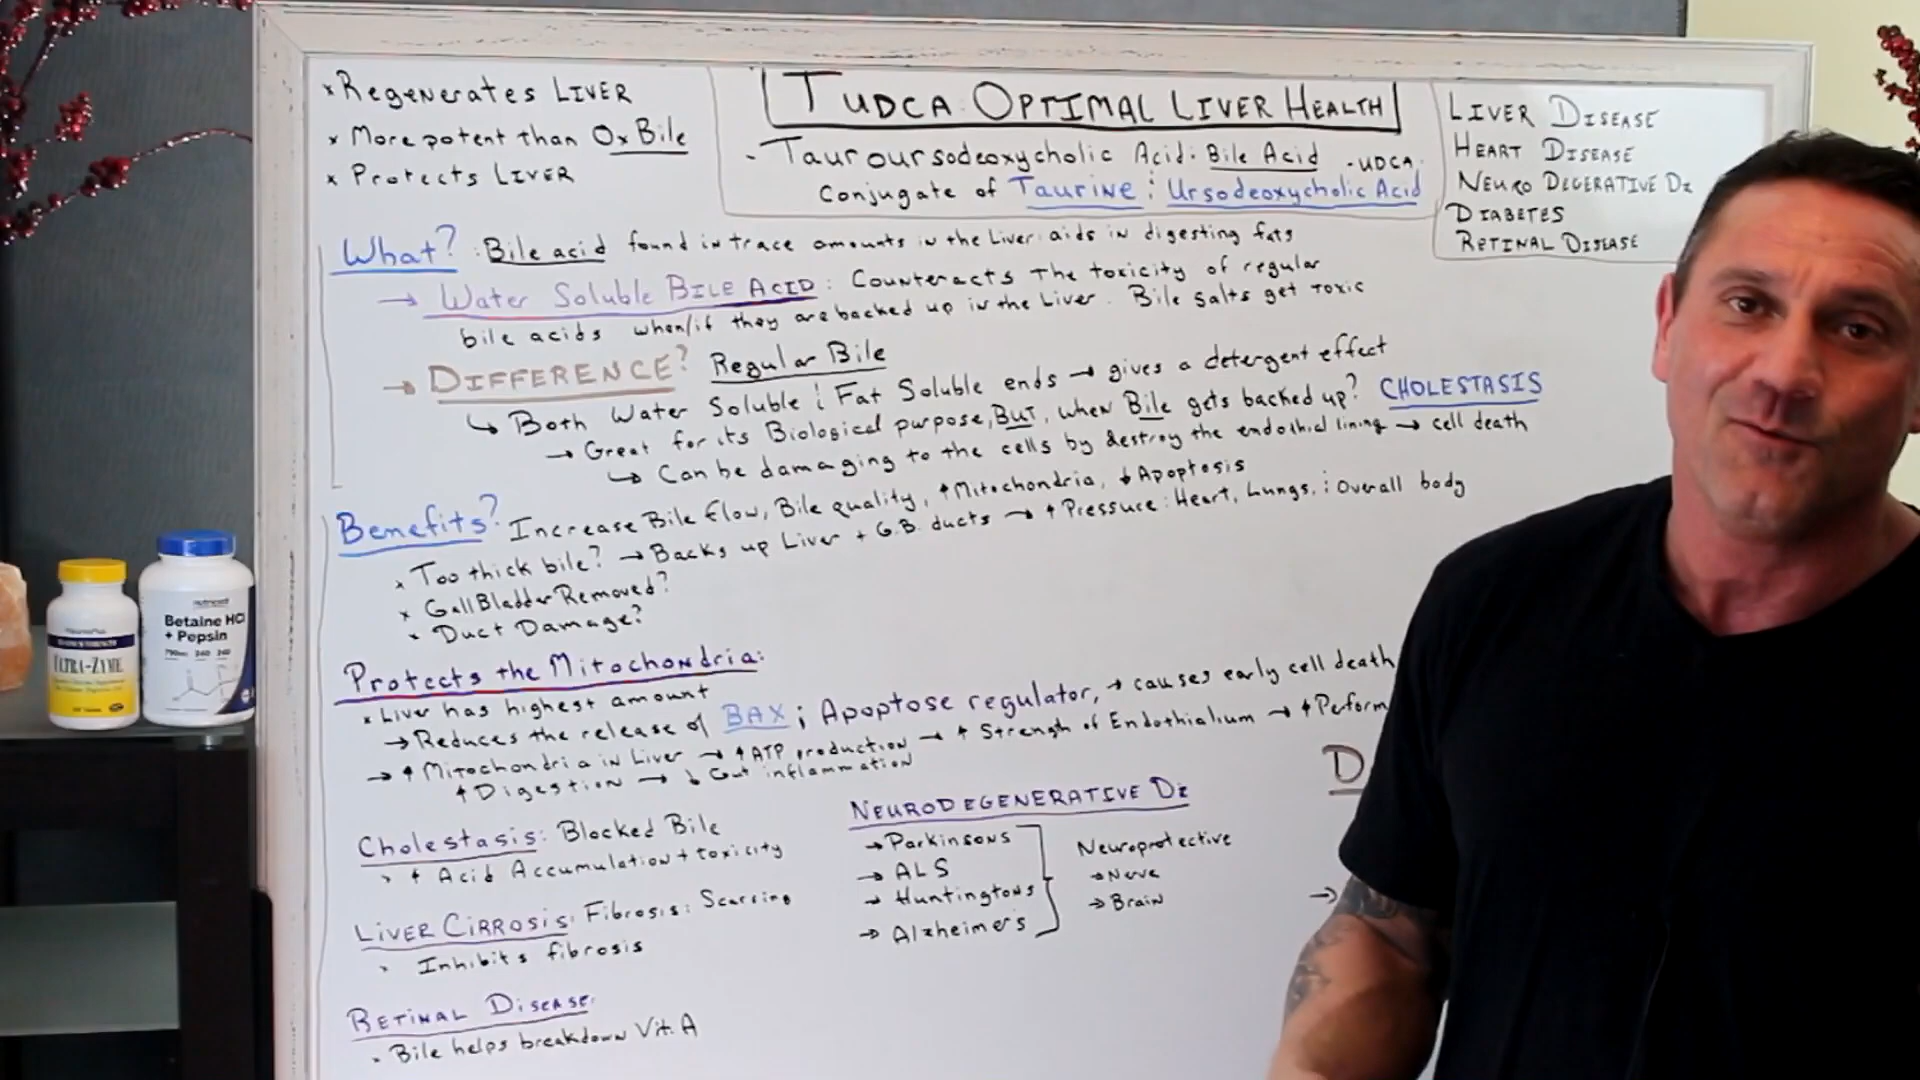 x Regenerates LIVER
x More potent than Ox Bile
x Protects LIVER
TUDCA: OPTIMAL LIVER HEALTH
- Tauroursodeoxycholic Acid: Bile Acid - UDCA
Conjugate of Taurine & Ursodeoxycholic Acid
LIVER DISEASE
HEART DISEASE
NEURO DEGERATIVE Dz
DIABETES
RETINAL DISEASE
What? : Bile acid found in trace amounts in the Liver: aids in digesting fats
→ Water Soluble BILE ACID : Counteracts The toxicity of regular
bile acids when/if they are backed up in the Liver. Bile salts get toxic
→ DIFFERENCE? Regular Bile
↳ Both Water Soluble & Fat Soluble ends → gives a detergent effect
→ Great for its Biological purpose, BUT, when Bile gets backed up? CHOLESTASIS
↳ Can be damaging to the cells by destroy the endothial lining → cell death
Benefits? Increase Bile flow, Bile quality, ↑ Mitochondria, ↓ Apoptosis
x Too thick bile? → Backs up Liver + G.B. ducts → ↑ Pressure: Heart, Lungs, & Overall body
x Gall Bladder Removed?
x Duct Damage?
Protects the Mitochondria:
x Liver has highest amount
→ Reduces the release of BAX; Apoptose regulator, → causes early cell death
→ ↑ Mitochondria in Liver → ↑ ATP production → ↑ Strength of Endothialium → ↑ Perform
↑ Digestion → ↓ Gut inflammation
Cholestasis: Blocked Bile
> ↑ Acid Accumulation + toxicity
LIVER CIRROSIS: Fibrosis: Scarring
> Inhibits fibrosis
RETINAL DISEASE:
• Bile helps breakdown Vit. A
NEURODEGENERATIVE Dz
→ Parkinsons
→ ALS
→ Huntingtons
→ Alzheimer's
Neuroprotective
→ Nerve
→ Brain
D
→
ULTRA-ZYME
Betaine HCl
+ Pepsin